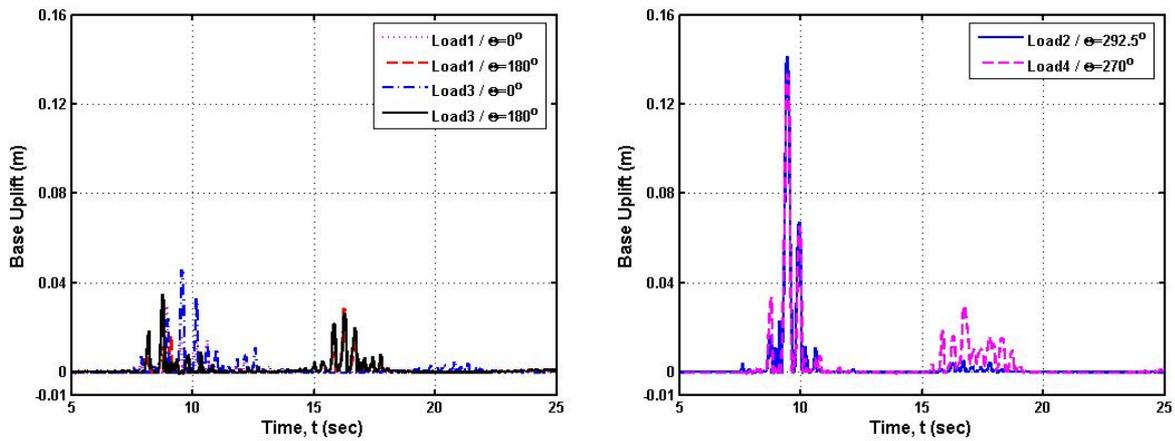 0.16
0.12
0.08
0.04
0
-0.01
Base Uplift (m)
5
10
15
20
25
Time, t (sec)
Load1 / Θ=0°
Load1 / Θ=180°
Load3 / Θ=0°
Load3 / Θ=180°
0.16
0.12
0.08
0.04
0
-0.01
Base Uplift (m)
5
10
15
20
25
Time, t (sec)
Load2 / Θ=292.5°
Load4 / Θ=270°